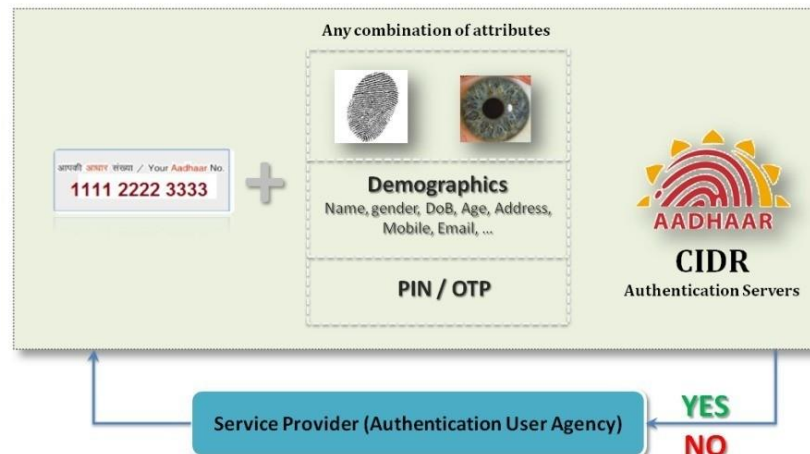 Any combination of attributes
आपकी आधार संख्या / Your Aadhaar No.
1111 2222 3333
+
Demographics
Name, gender, DoB, Age, Address,
Mobile, Email, ...
PIN / OTP
AADHAAR
CIDR
Authentication Servers
Service Provider (Authentication User Agency)
YES
NO